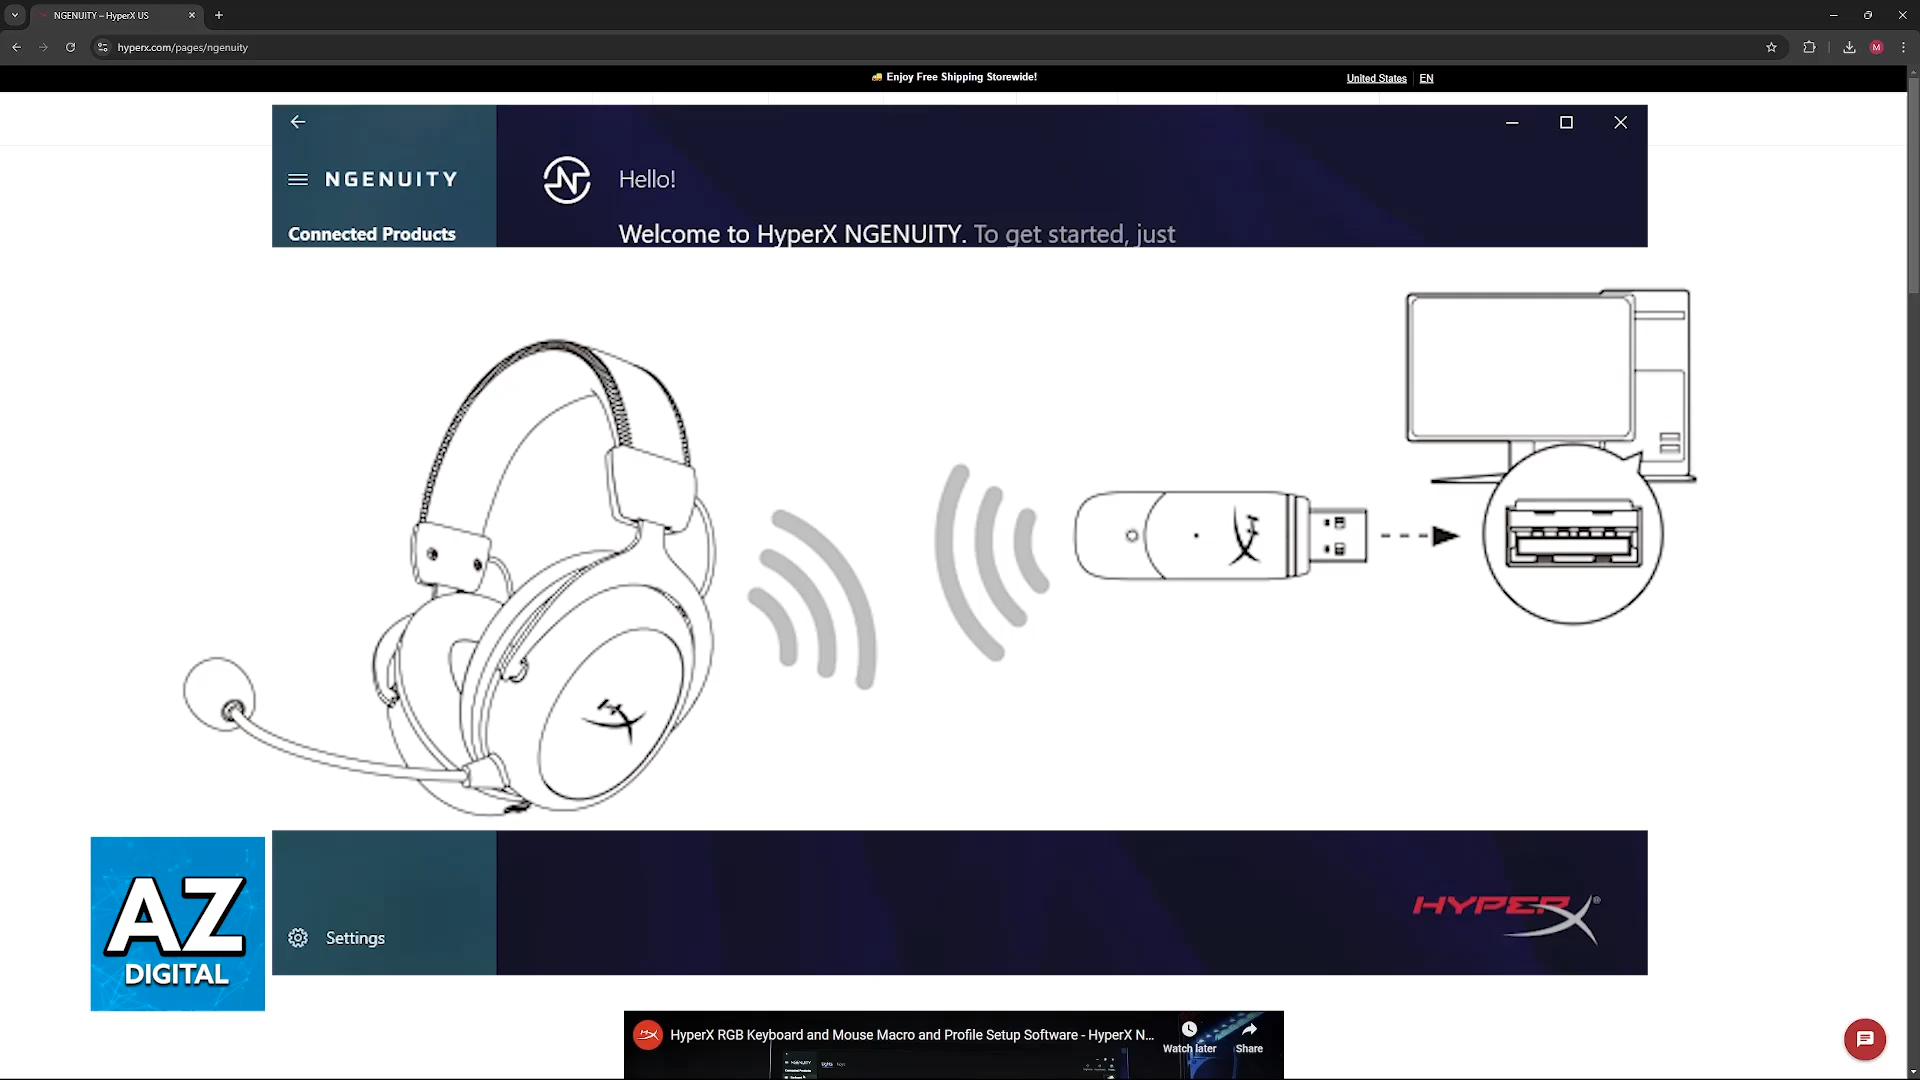 NGENUITY – HyperX US
hyperx.com/pages/ngenuity
M
🚚 Enjoy Free Shipping Storewide!
United States
EN
NGENUITY
Hello!
Connected Products
Welcome to HyperX NGENUITY. To get started, just
AZ
DIGITAL
Settings
HYPERX®
HyperX RGB Keyboard and Mouse Macro and Profile Setup Software - HyperX N...
Watch later
Share